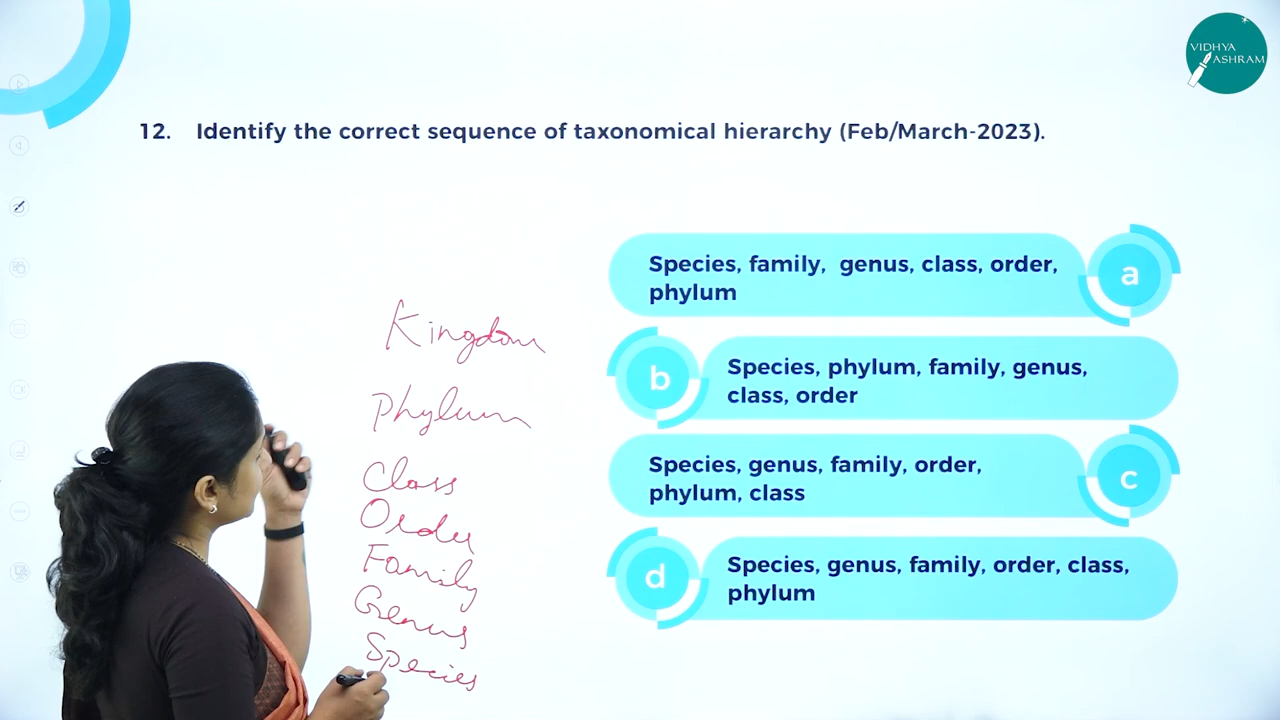 VIDHYA
ASHRAM
12. Identify the correct sequence of taxonomical hierarchy (Feb/March-2023).
Species, family, genus, class, order,
phylum
a
b
Species, phylum, family, genus,
class, order
Species, genus, family, order,
phylum, class
c
d
Species, genus, family, order, class,
phylum
Kingdom
Phylum
Class
Order
Family
Genus
Species